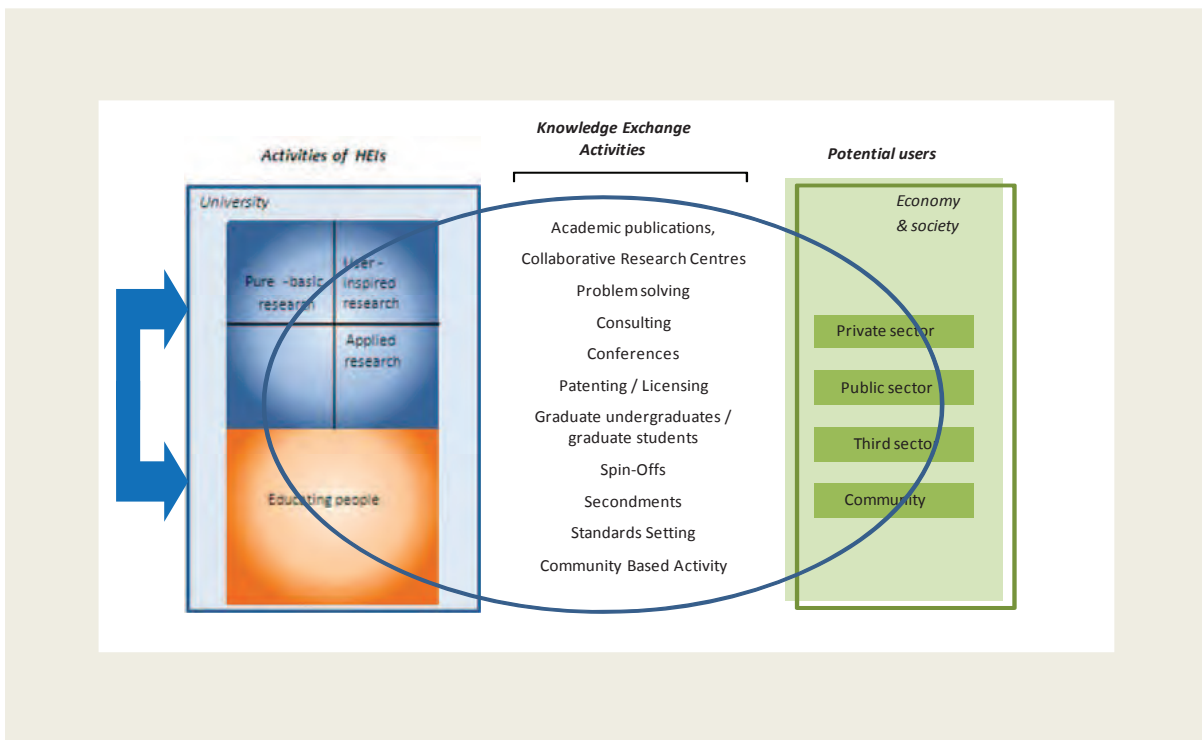 Activities of HEIs
University
Pure -basic
research
User -
inspired
research
Applied
research
Educating people
Knowledge Exchange
Activities
Academic publications,
Collaborative Research Centres
Problem solving
Consulting
Conferences
Patenting / Licensing
Graduate undergraduates /
graduate students
Spin-Offs
Secondments
Standards Setting
Community Based Activity
Potential users
Economy
& society
Private sector
Public sector
Third sector
Community